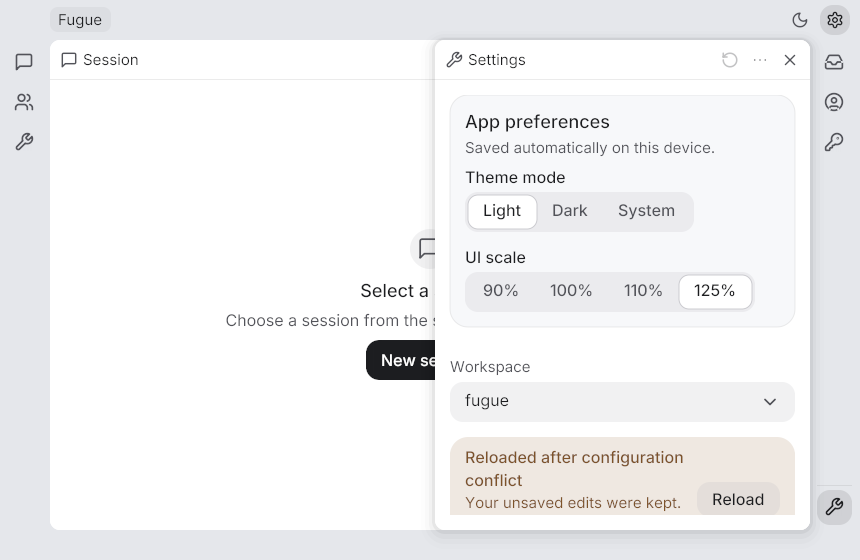 Fugue
Session
Settings
App preferences
Saved automatically on this device.
Theme mode
Light Dark System
UI scale
90% 100% 110% 125%
Select a
Choose a session from the s
New se
Workspace
fugue
Reloaded after configuration
conflict
Your unsaved edits were kept.
Reload